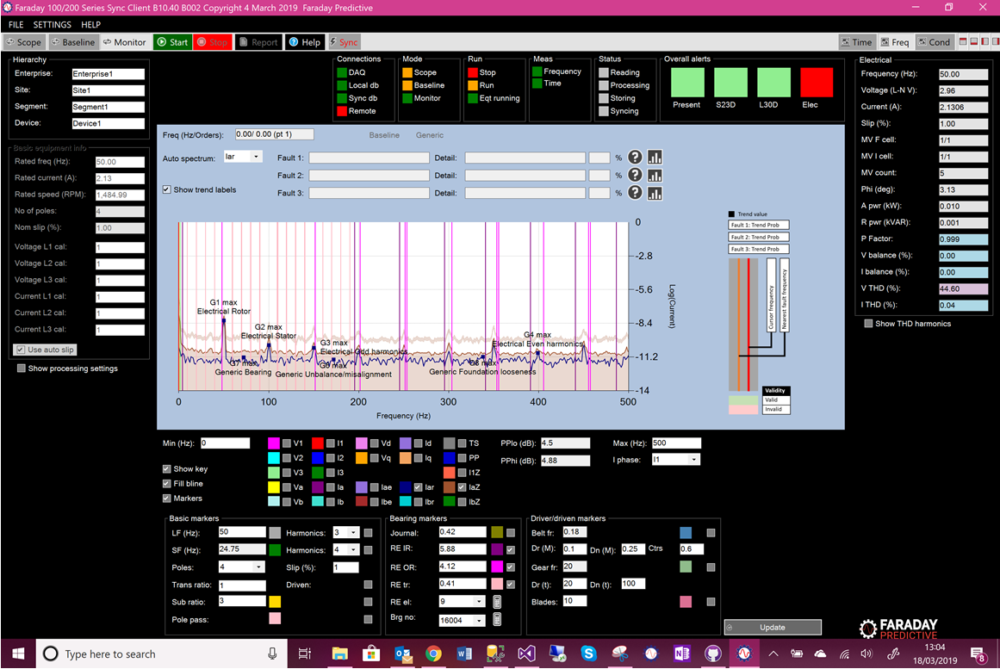 Faraday 100/200 Series Sync Client B10.40 B002 Copyright 4 March 2019 Faraday Predictive
FILE SETTINGS HELP
Scope Baseline Monitor Start Stop Report Help Sync Time Freq Cond
Hierarchy
Enterprise: Enterprise1
Site: Site1
Segment: Segment1
Device: Device1
Basic equipment info
Rated freq (Hz): 50.00
Rated current (A): 2.13
Rated speed (RPM): 1,484.99
No of poles: 4
Nom slip (%): 1.00
Voltage L1 cal: 1
Voltage L2 cal: 1
Voltage L3 cal: 1
Current L1 cal: 1
Current L2 cal: 1
Current L3 cal: 1
Use auto slip
Show processing settings
Connections
DAQ
Local db
Sync db
Remote
Mode
Scope
Baseline
Monitor
Run
Stop
Run
Eqt running
Meas
Frequency
Time
Status
Reading
Processing
Storing
Syncing
Overall alerts
Present S23D L30D Elec
Electrical
Frequency (Hz): 50.00
Voltage (L-N V): 2.96
Current (A): 2.1306
Slip (%): 1.00
MV F cell: 1/1
MV I cell: 1/1
MV count: 5
Phi (deg): 3.13
A pwr (kW): 0.010
R pwr (kVAR): 0.001
P Factor: 0.999
V balance (%): 0.00
I balance (%): 0.00
V THD (%): 44.60
I THD (%): 0.04
Show THD harmonics
Freq (Hz/Orders): 0.00/ 0.00 (pt 1) Baseline Generic
Auto spectrum: Iar Fault 1: Detail: % ?
Fault 2: Detail: % ?
Show trend labels Fault 3: Detail: % ?
0
-2.8
-5.6
-8.4
-11.2
-14
Log(Current)
G1 max
Electrical Rotor
G2 max
Electrical Stator
G3 max
Electrical Odd harmonics
G4 max
Electrical Even harmonics
G7 max
Generic Bearing
Generic Unbalance/misalignment
Generic Foundation looseness
0 100 200 300 400 500
Frequency (Hz)
Trend value
Fault 1: Trend Prob
Fault 2: Trend Prob
Fault 3: Trend Prob
Cursor frequency
Nearest fault frequency
Validity
Valid
Invalid
Min (Hz): 0
Show key
Fill bline
Markers
V1 I1 Vd Id TS
V2 I2 Vq Iq PP
V3 I3 I1Z
Va Ia Iae Iar IaZ
Vb Ib Ibe Ibr IbZ
PPlo (dB): 4.5
PPhi (dB): 4.88
Max (Hz): 500
I phase: I1
Basic markers
LF (Hz): 50 Harmonics: 3
SF (Hz): 24.75 Harmonics: 4
Poles: 4 Slip (%): 1
Trans ratio: 1 Driven:
Sub ratio: 3
Pole pass:
Bearing markers
Journal: 0.42
RE IR: 5.88
RE OR: 4.12
RE tr: 0.41
RE el: 9
Brg no: 16004
Driver/driven markers
Belt fr: 0.18
Dr (M): 0.1 Dn (M): 0.25 Ctrs 0.6
Gear fr: 20
Dr (t): 20 Dn (t): 100
Blades: 10
Update
FARADAY
PREDICTIVE
Type here to search
13:04
18/03/2019
8